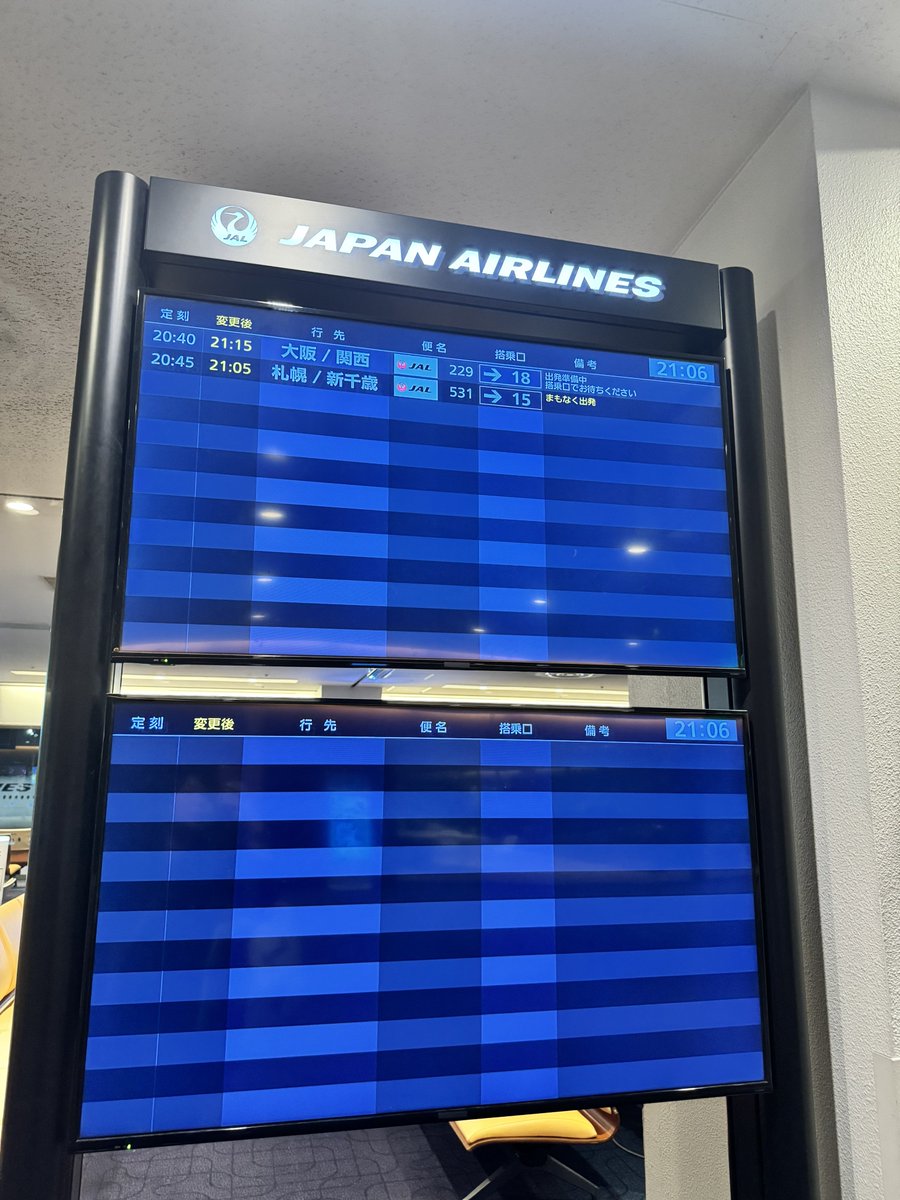 JAL JAPAN AIRLINES
定刻 変更後 行先 便名 搭乗口 備考 21:06
20:40 21:15 大阪 / 関西 JAL 229 → 18 出発準備中
搭乗口でお待ちください
20:45 21:05 札幌 / 新千歳 JAL 531 → 15 まもなく出発
定刻 変更後 行先 便名 搭乗口 備考 21:06